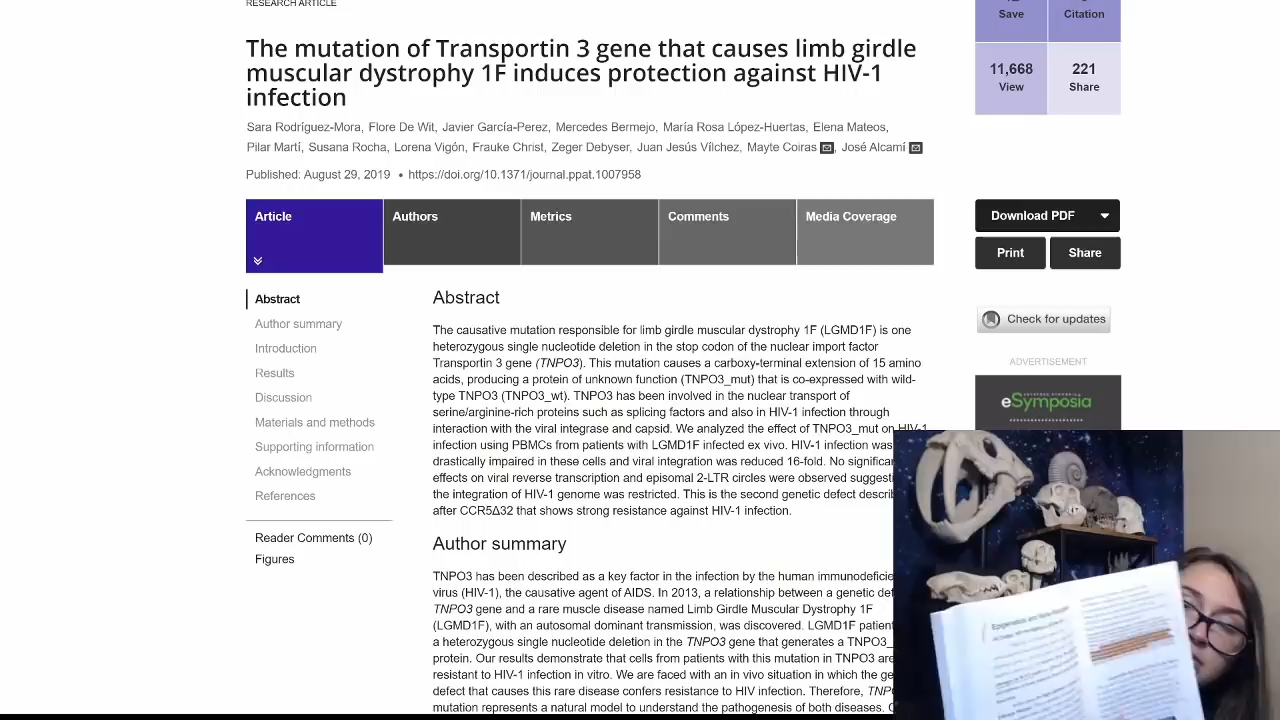 RESEARCH ARTICLE
Save
Citation
The mutation of Transportin 3 gene that causes limb girdle
muscular dystrophy 1F induces protection against HIV-1
infection
11,668
View
221
Share
Sara Rodríguez-Mora, Flore De Wit, Javier García-Perez, Mercedes Bermejo, María Rosa López-Huertas, Elena Mateos,
Pilar Martí, Susana Rocha, Lorena Vigón, Frauke Christ, Zeger Debyser, Juan Jesús Vílchez, Mayte Coiras, José Alcamí
Published: August 29, 2019 • https://doi.org/10.1371/journal.ppat.1007958
Article
Authors
Metrics
Comments
Media Coverage
Download PDF
Print
Share
Abstract
Author summary
Introduction
Results
Discussion
Materials and methods
Supporting information
Acknowledgments
References
Reader Comments (0)
Figures
Abstract
The causative mutation responsible for limb girdle muscular dystrophy 1F (LGMD1F) is one
heterozygous single nucleotide deletion in the stop codon of the nuclear import factor
Transportin 3 gene (TNPO3). This mutation causes a carboxy-terminal extension of 15 amino
acids, producing a protein of unknown function (TNPO3_mut) that is co-expressed with wild-
type TNPO3 (TNPO3_wt). TNPO3 has been involved in the nuclear transport of
serine/arginine-rich proteins such as splicing factors and also in HIV-1 infection through
interaction with the viral integrase and capsid. We analyzed the effect of TNPO3_mut on HIV-1
infection using PBMCs from patients with LGMD1F infected ex vivo. HIV-1 infection was
drastically impaired in these cells and viral integration was reduced 16-fold. No significan
effects on viral reverse transcription and episomal 2-LTR circles were observed suggesti
the integration of HIV-1 genome was restricted. This is the second genetic defect describ
after CCR5Δ32 that shows strong resistance against HIV-1 infection.
Author summary
TNPO3 has been described as a key factor in the infection by the human immunodeficie
virus (HIV-1), the causative agent of AIDS. In 2013, a relationship between a genetic def
TNPO3 gene and a rare muscle disease named Limb Girdle Muscular Dystrophy 1F
(LGMD1F), with an autosomal dominant transmission, was discovered. LGMD1F patient
a heterozygous single nucleotide deletion in the TNPO3 gene that generates a TNPO3_
protein. Our results demonstrate that cells from patients with this mutation in TNPO3 are
resistant to HIV-1 infection in vitro. We are faced with an in vivo situation in which the ge
defect that causes this rare disease confers resistance to HIV infection. Therefore, TNP
mutation represents a natural model to understand the pathogenesis of both diseases.
Check for updates
ADVERTISEMENT
eSymposia